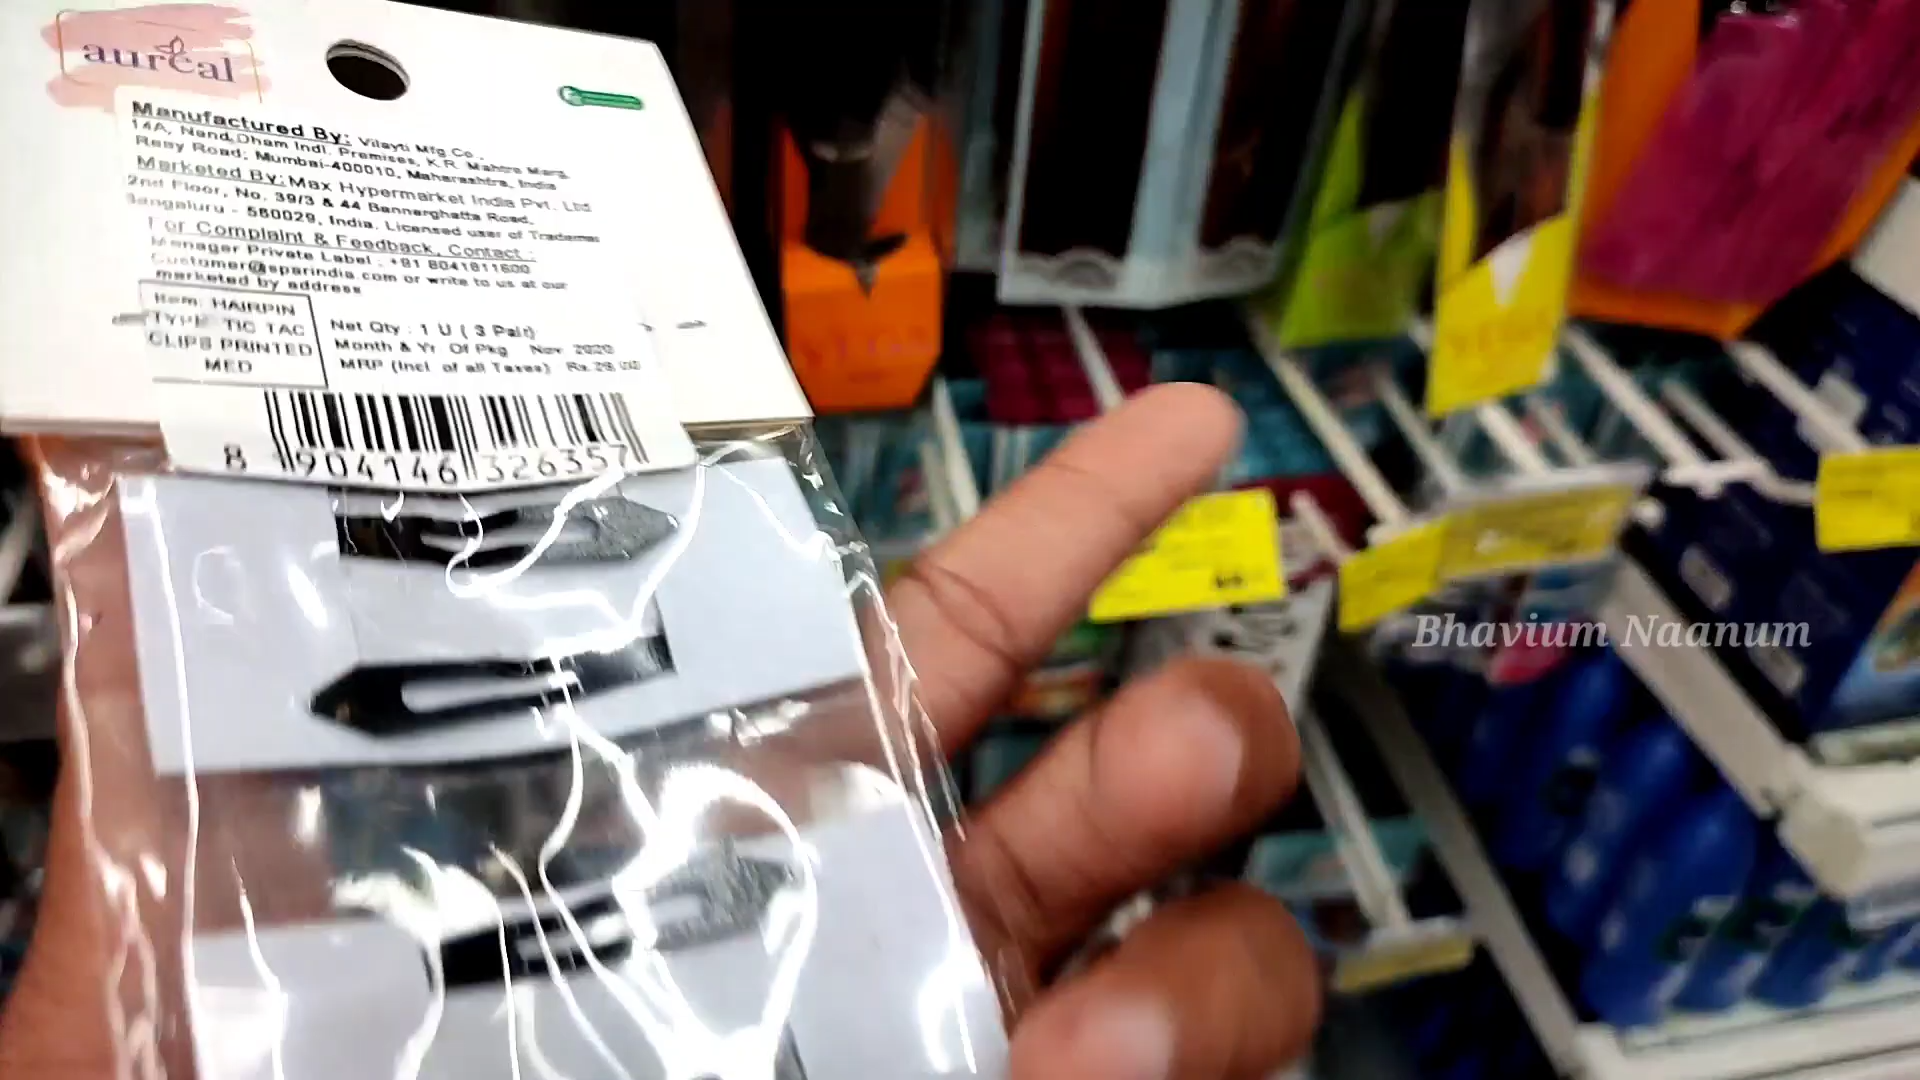 aureal
Manufactured By: Vilayti Mfg Co.,
14A, Nand Dham Indl. Premises, K.R. Mahtre Marg,
Reay Road, Mumbai-400010, Maharashtra, India
Marketed By: Max Hypermarket India Pvt. Ltd
2nd Floor, No. 39/3 & 44 Bannerghatta Road,
Bangaluru - 560029, India. Licensed user of Trademar
For Complaint & Feedback, Contact :
Manager Private Label : +91 8041811600
Customer@sparindia.com or write to us at our
marketed by address
Item: HAIRPIN
TYPE TIC TAC
CLIPS PRINTED
MED
Net Qty : 1 U ( 3 Pair)
Month & Yr. Of Pkg Nov 2020
MRP (Incl. of all Taxes) Rs.
8 904146 326357
Bhavium Naanum